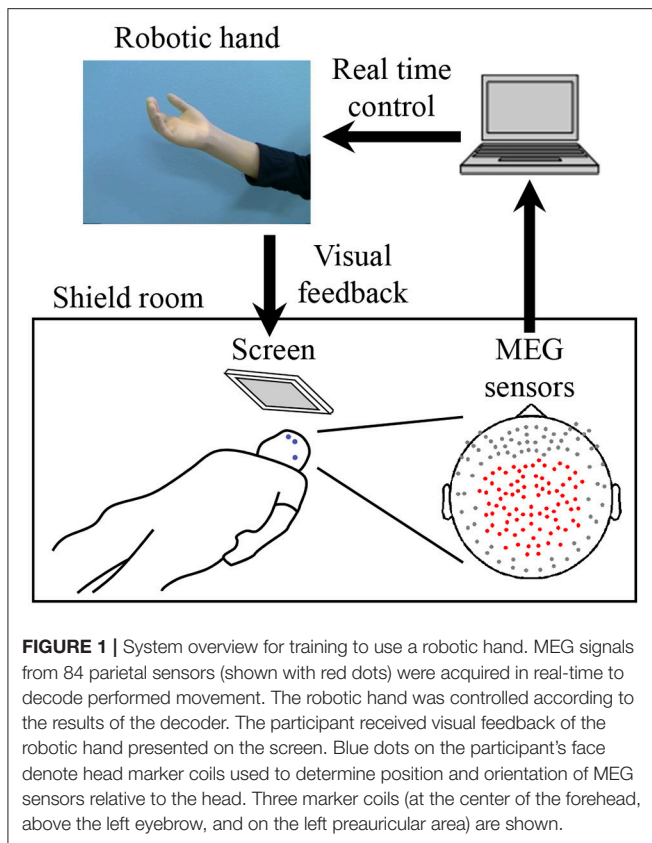 Robotic hand
Real time
control
Visual
feedback
Shield room
Screen
MEG
sensors
FIGURE 1 | System overview for training to use a robotic hand. MEG signals
from 84 parietal sensors (shown with red dots) were acquired in real-time to
decode performed movement. The robotic hand was controlled according to
the results of the decoder. The participant received visual feedback of the
robotic hand presented on the screen. Blue dots on the participant's face
denote head marker coils used to determine position and orientation of MEG
sensors relative to the head. Three marker coils (at the center of the forehead,
above the left eyebrow, and on the left preauricular area) are shown.